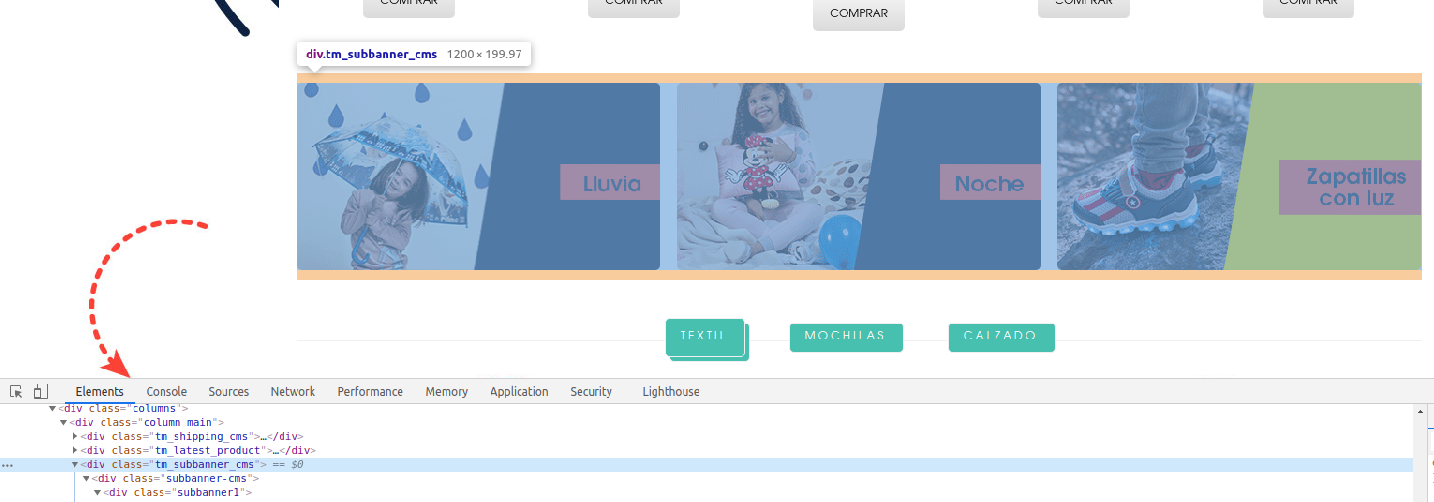 COMPRAR COMPRAR COMPRAR COMPRAR COMPRAR
div.tm_subbanner_cms 1200 × 199.97
Lluvia
Noche
Zapatillas
con luz
TEXTIL MOCHILAS CALZADO
Elements Console Sources Network Performance Memory Application Security Lighthouse
▼<div class="columns">
▼<div class="column main">
▶<div class="tm_shipping_cms">…</div>
▶<div class="tm_latest_product">…</div>
… ▼<div class="tm_subbanner_cms"> == $0
▼<div class="subbanner-cms">
▼<div class="subbanner1">